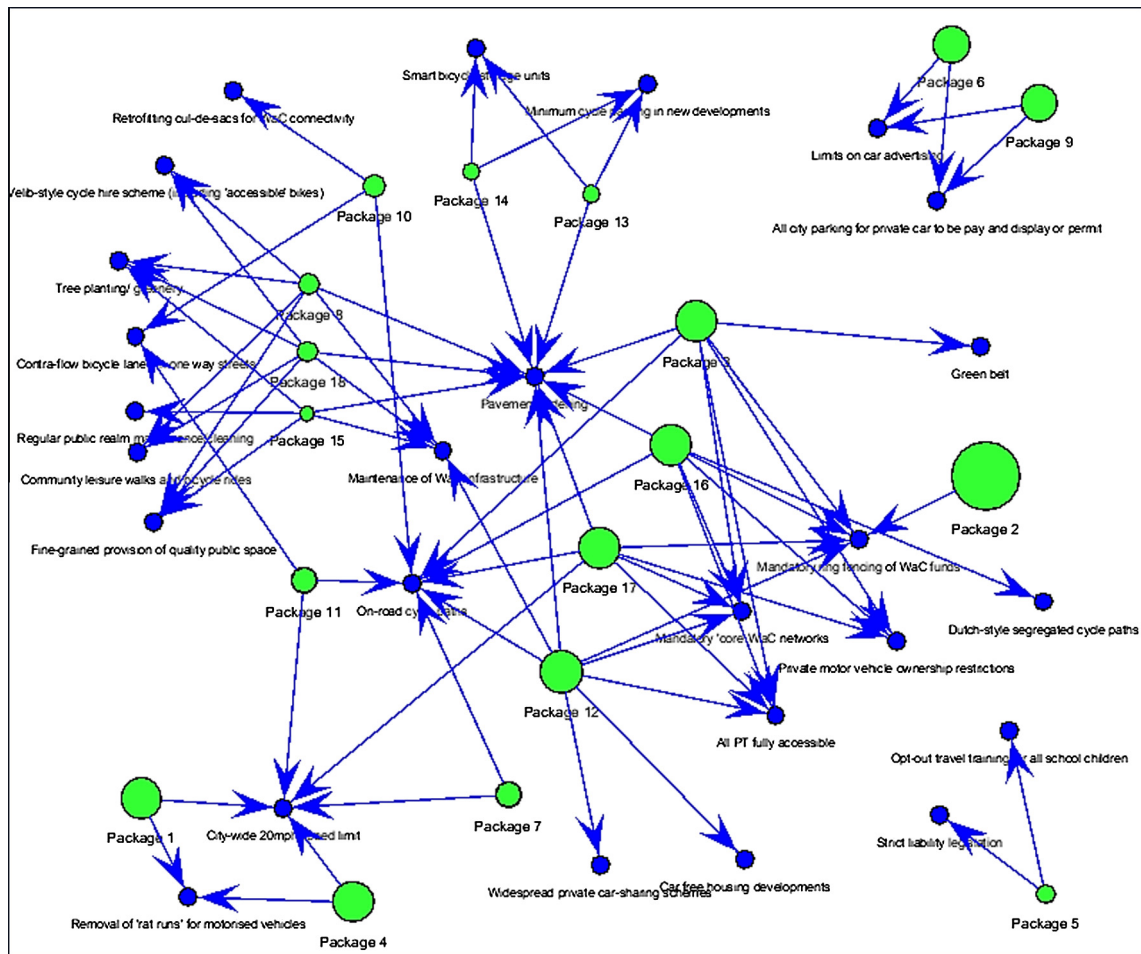 Package 6
Smart bicycle storage units
Minimum cycle parking in new developments
Retrofitting cul-de-sacs for WaC connectivity
Package 9
Limits on car advertising
Package 14
Velib-style cycle hire scheme (including 'accessible' bikes)
Package 10
Package 13
All city parking for private car to be pay and display or permit
Tree planting/ greenery
Package 8
Package 3
Contra-flow bicycle lanes on one way streets
Package 18
Green belt
Pavement widening
Regular public realm maintenance/cleaning
Package 15
Community leisure walks and bicycle rides
Maintenance of WaC infrastructure
Package 16
Package 2
Fine-grained provision of quality public space
Mandatory ring fencing of WaC funds
Package 17
Package 11
On-road cycle paths
Mandatory 'core' WaC networks
Dutch-style segregated cycle paths
Private motor vehicle ownership restrictions
Package 12
All PT fully accessible
Opt-out travel training for all school children
Package 1
City-wide 20mph speed limit
Package 7
Strict liability legislation
Widespread private car-sharing schemes
Car free housing developments
Removal of 'rat runs' for motorised vehicles
Package 4
Package 5